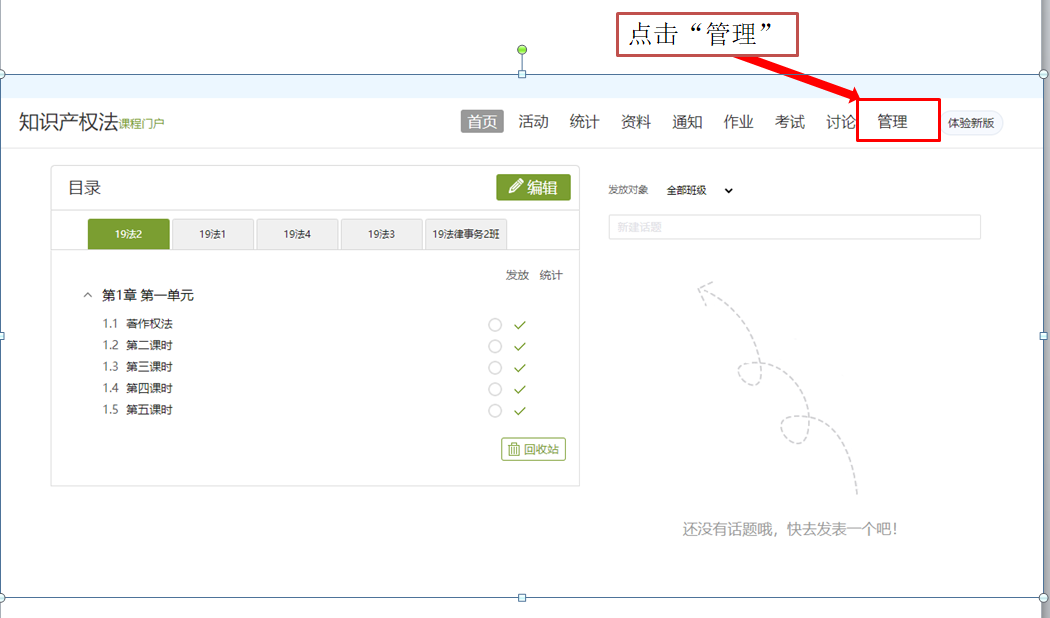 点击“管理”
知识产权法课程门户
首页 活动 统计 资料 通知 作业 考试 讨论 管理 体验新版
目录 编辑
发放对象 全部班级
19法2 19法1 19法4 19法3 19法律事务2班
新建话题
发放 统计
第1章 第一单元
1.1 著作权法
1.2 第二课时
1.3 第三课时
1.4 第四课时
1.5 第五课时
回收站
还没有话题哦，快去发表一个吧！